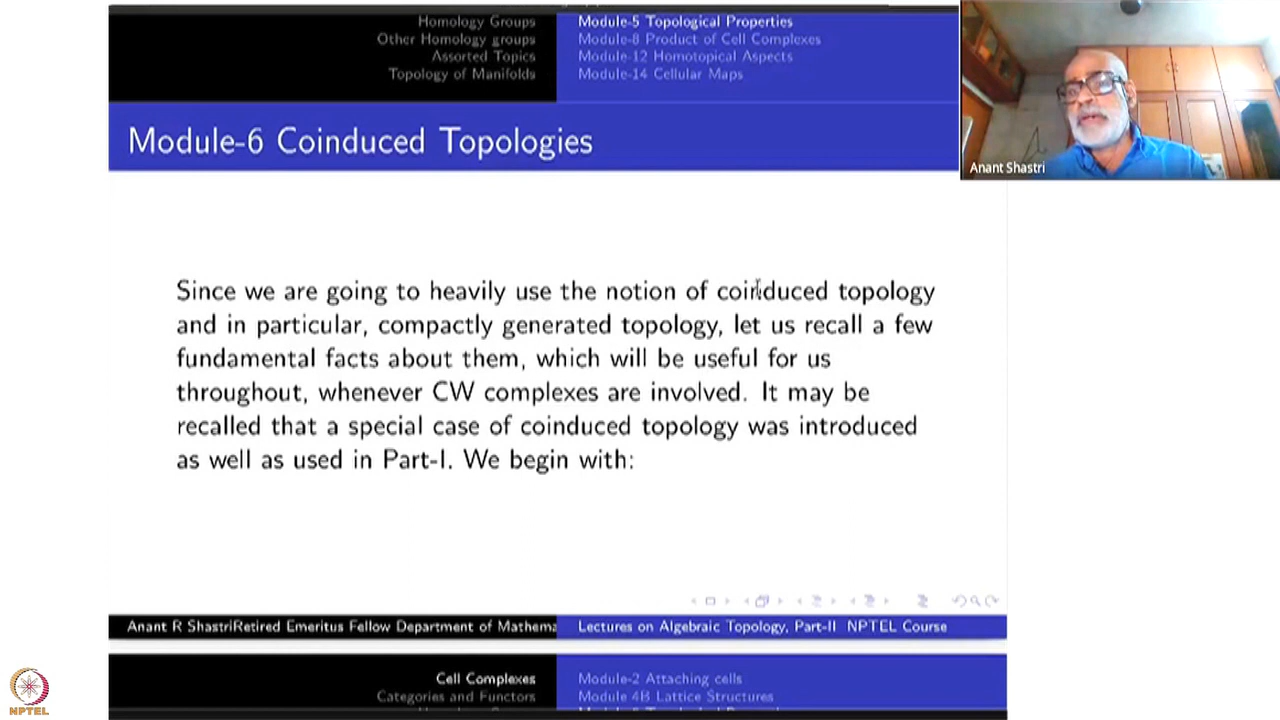 Homology Groups
Other Homology groups
Assorted Topics
Topology of Manifolds
Module-5 Topological Properties
Module-8 Product of Cell Complexes
Module-12 Homotopical Aspects
Module-14 Cellular Maps
Anant Shastri
Module-6 Coinduced Topologies
Since we are going to heavily use the notion of coinduced topology
and in particular, compactly generated topology, let us recall a few
fundamental facts about them, which will be useful for us
throughout, whenever CW complexes are involved. It may be
recalled that a special case of coinduced topology was introduced
as well as used in Part-I. We begin with:
Anant R ShastriRetired Emeritus Fellow Department of Mathema
Lectures on Algebraic Topology, Part-II NPTEL Course
Cell Complexes
Categories and Functors
Module-2 Attaching cells
Module 4B Lattice Structures
NPTEL